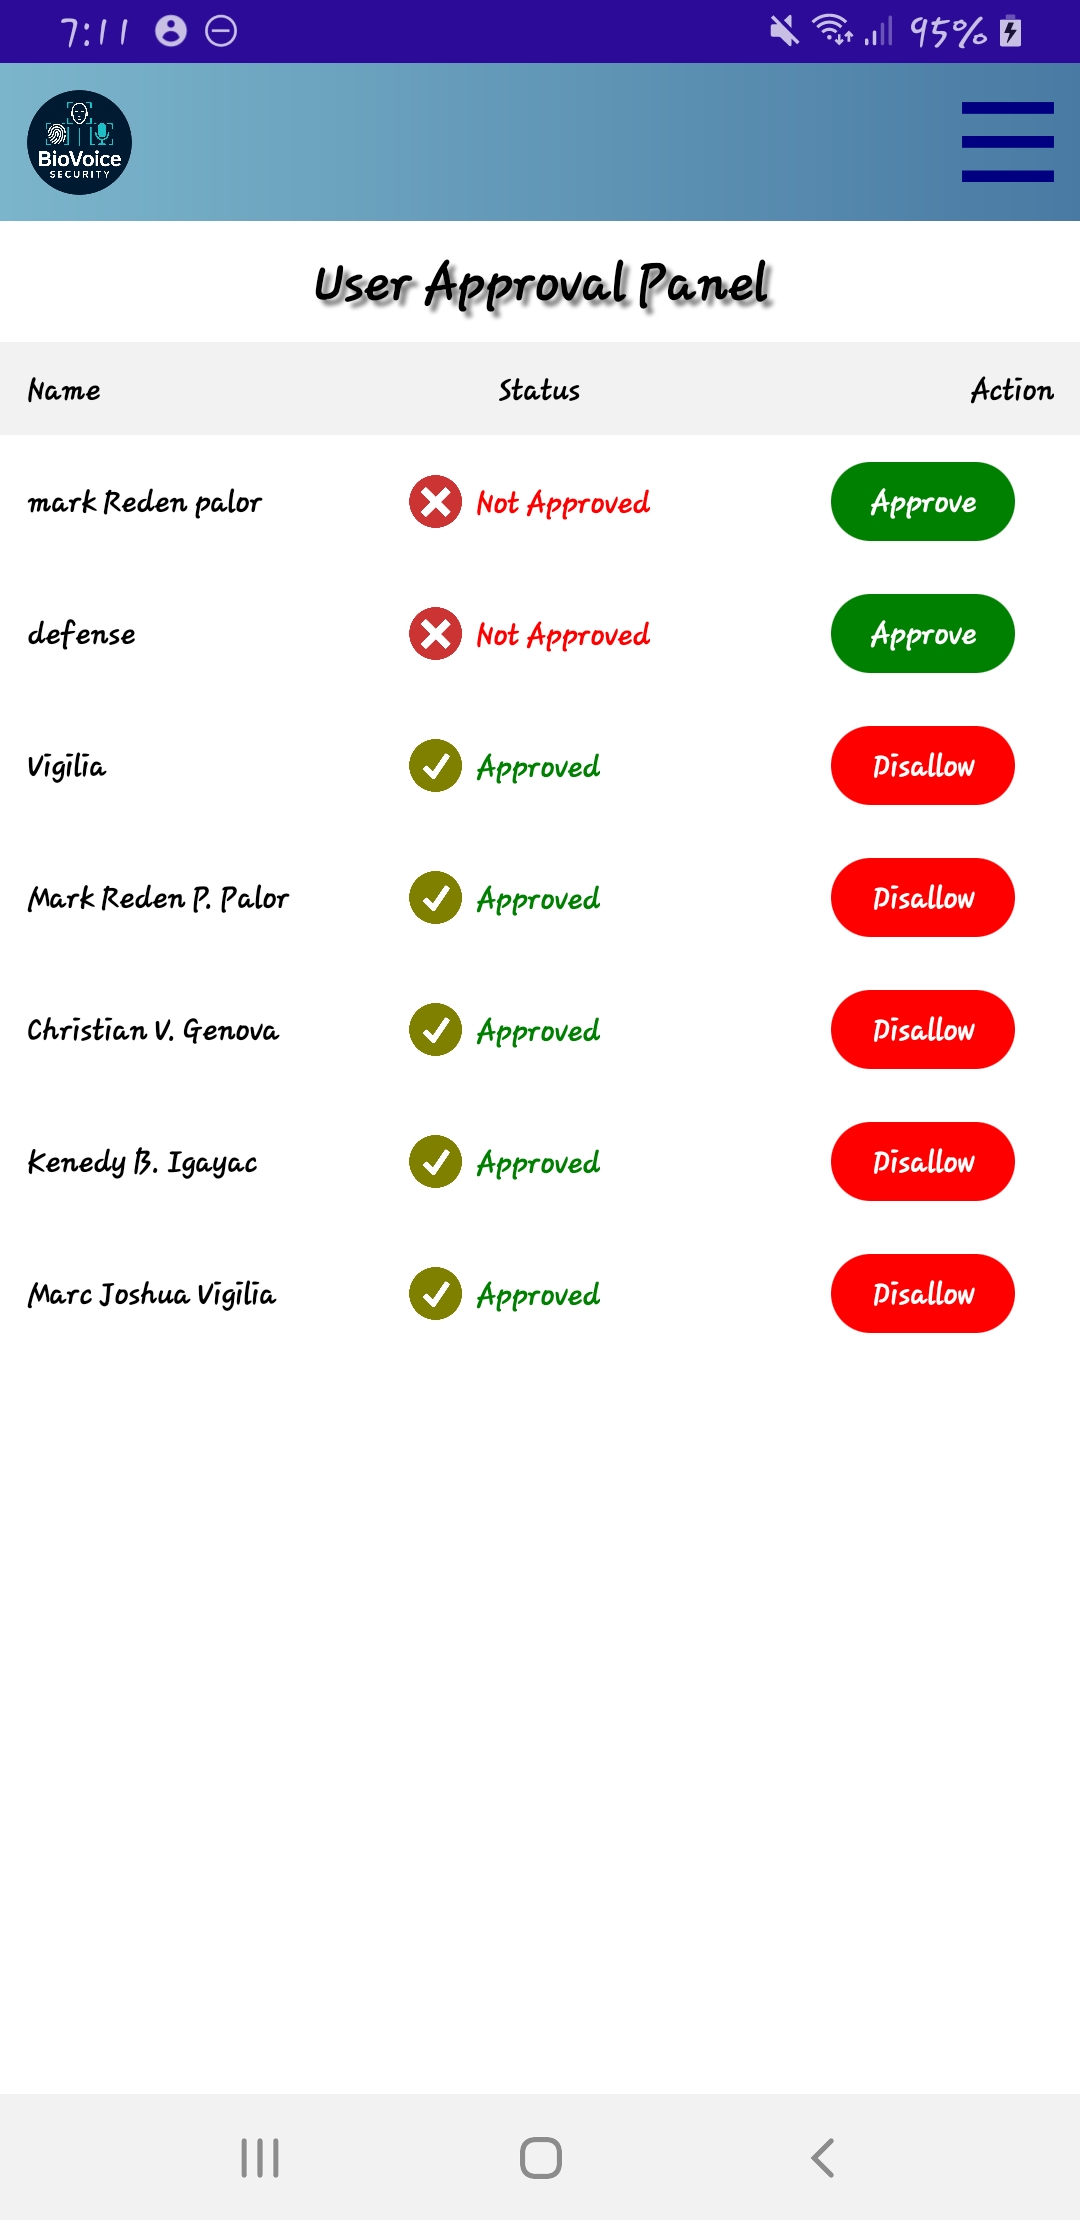 7:11 95%
BioVoice
SECURITY
User Approval Panel
Name Status Action
mark Reden palor Not Approved Approve
defense Not Approved Approve
Vigilia Approved Disallow
Mark Reden P. Palor Approved Disallow
Christian V. Genova Approved Disallow
Kenedy B. Igayac Approved Disallow
Marc Joshua Vigilia Approved Disallow